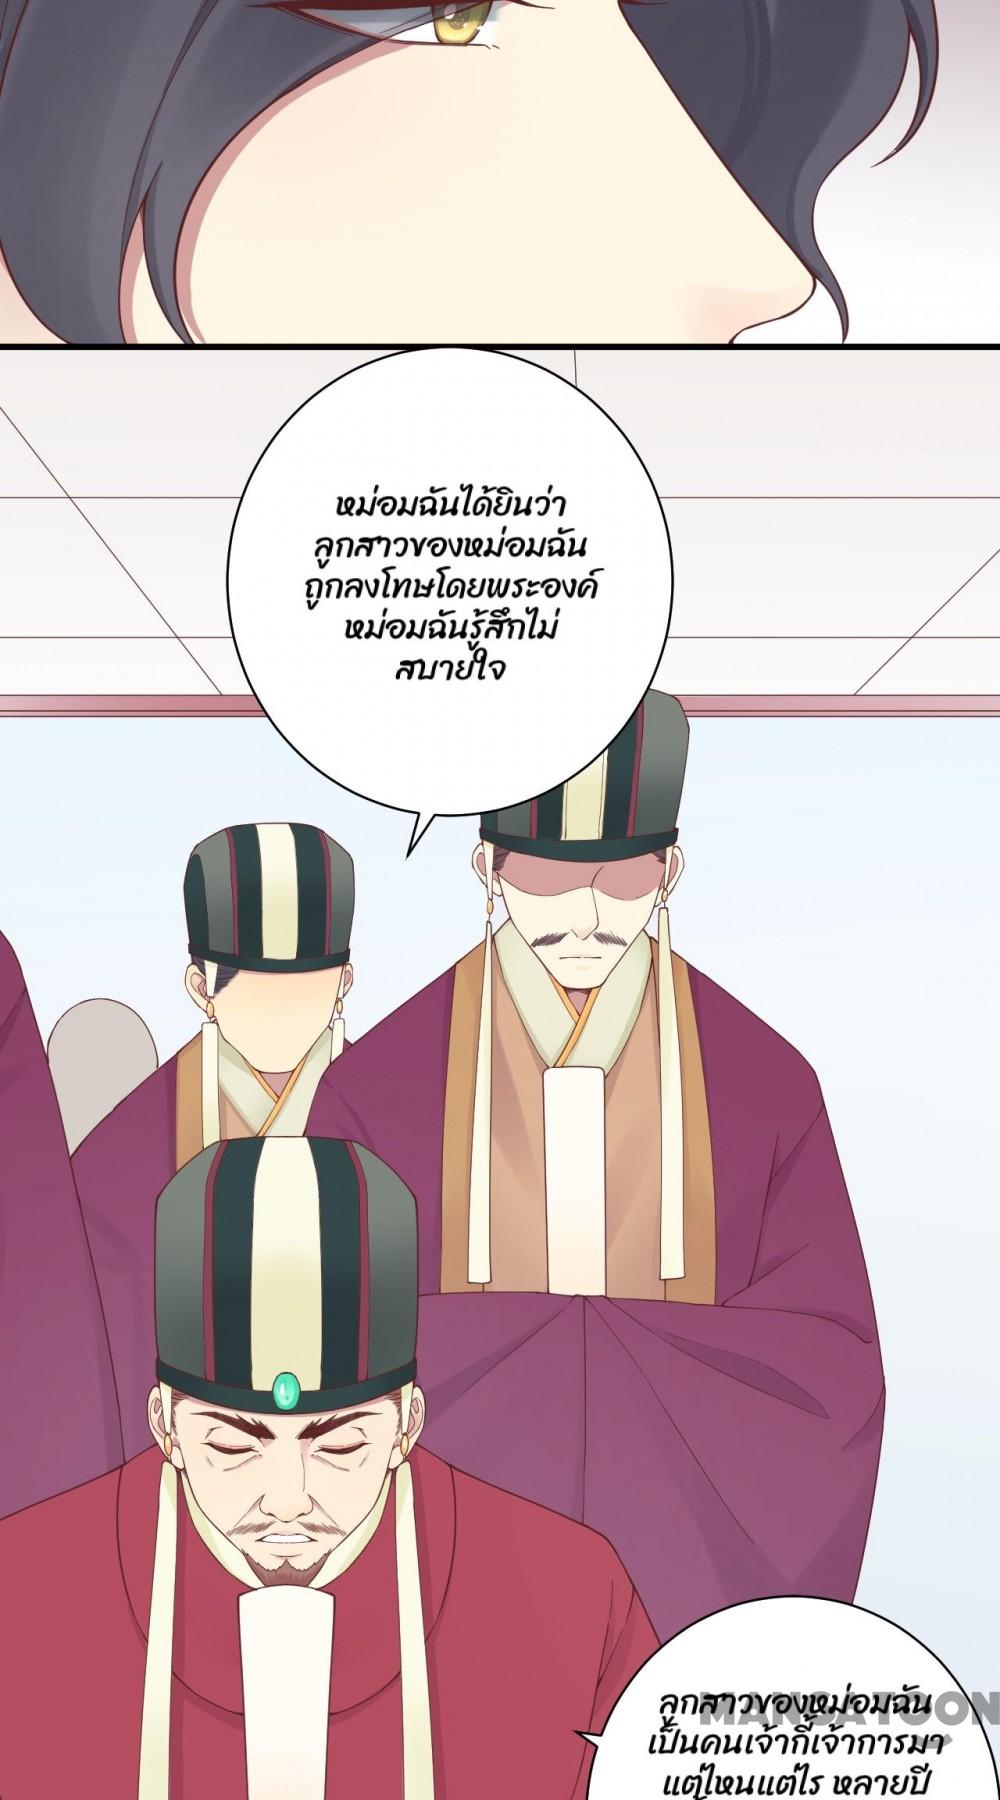 หม่อมฉันได้ยินว่า
ลูกสาวของหม่อมฉัน
ถูกลงโทษโดยพระองค์
หม่อมฉันรู้สึกไม่
สบายใจ
ลูกสาวของหม่อมฉัน
MANGATOON
เป็นคนเจ้ากี้เจ้าการมา
แต่ไหนแต่ไร หลายปี